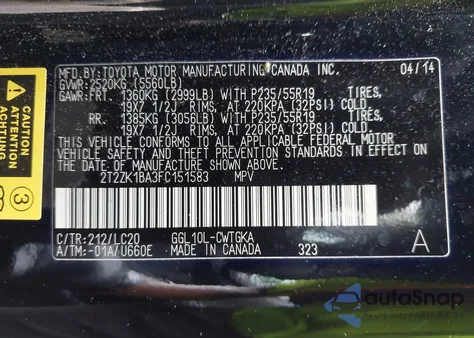 CAUTION
ATTENTION
ACHTUNG
3
MFD. BY: TOYOTA MOTOR MANUFACTURING CANADA INC. 04/14
GVWR: 2520KG (5560LB)
GAWR: FRT. 1360KG (2999LB) WITH P235/55R19 TIRES,
19X7 1/2J RIMS, AT 220KPA (32PSI) COLD.
RR. 1385KG (3056LB) WITH P235/55R19 TIRES,
19X7 1/2J RIMS, AT 220KPA (32PSI) COLD.
THIS VEHICLE CONFORMS TO ALL APPLICABLE FEDERAL MOTOR
VEHICLE SAFETY AND THEFT PREVENTION STANDARDS IN EFFECT
ON THE DATE OF MANUFACTURE SHOWN ABOVE.
2T2ZK1BA3FC151583 MPV
C/TR: 212/LC20 GGL10L-CWTGKA A
A/TM: -01A/U660E MADE IN CANADA 323
autoSnap